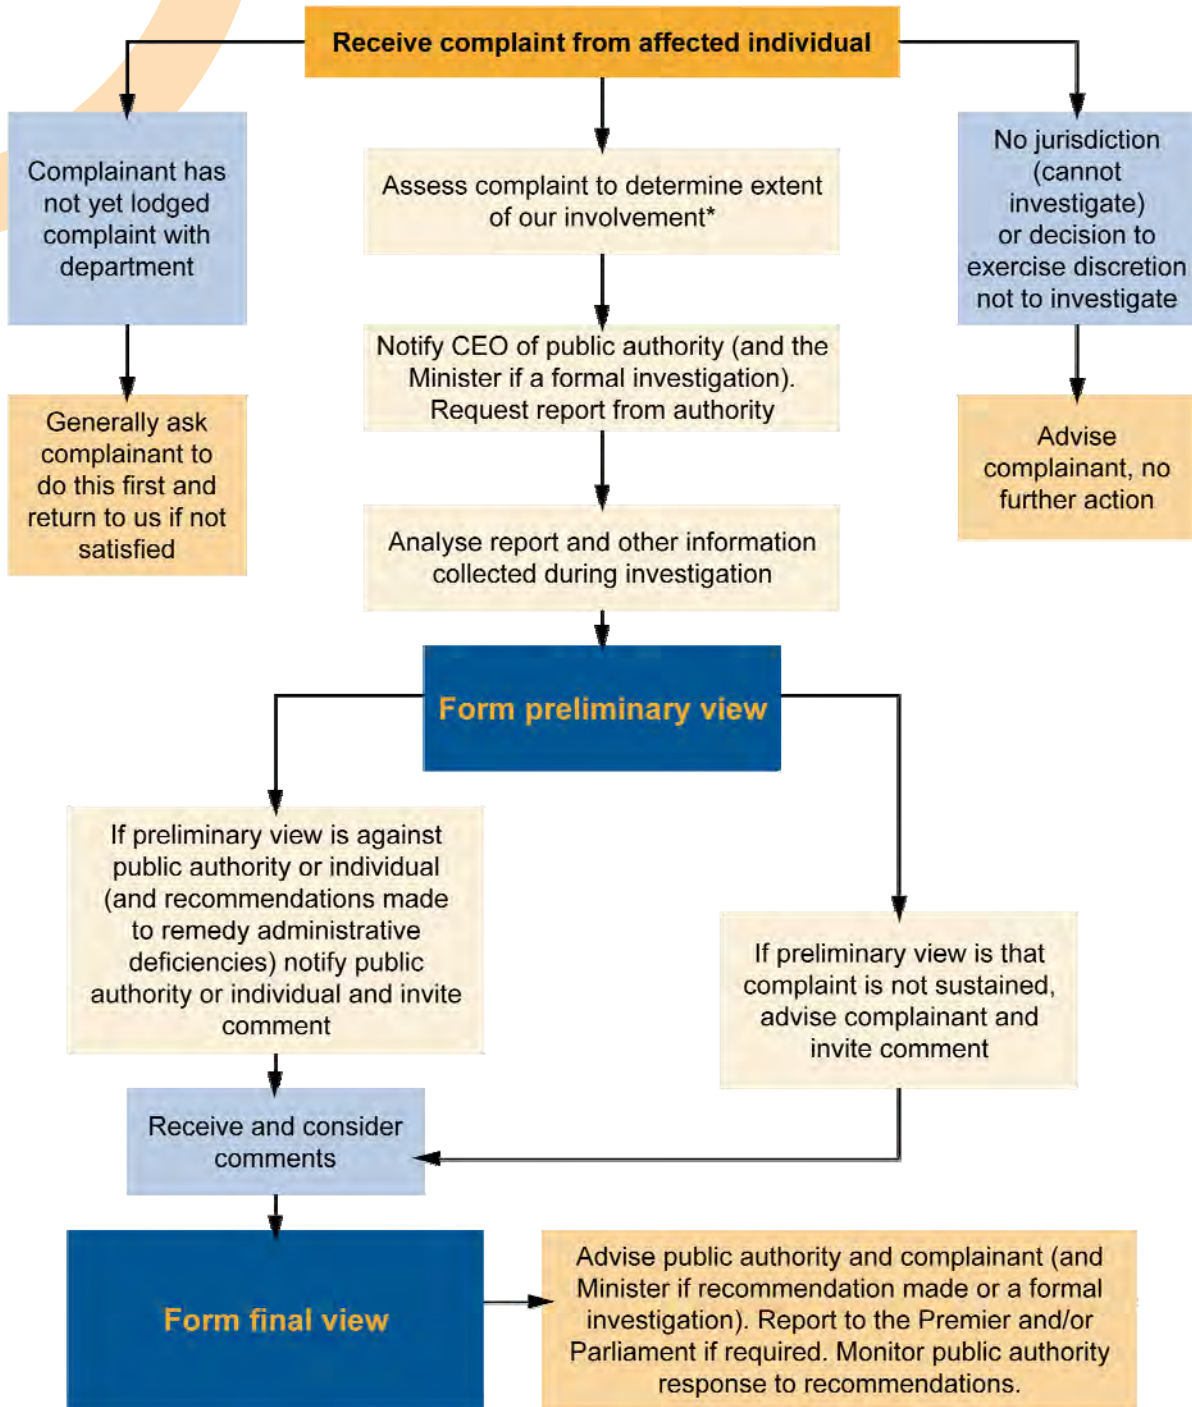 Receive complaint from affected individual
Complainant has
not yet lodged
complaint with
department
Assess complaint to determine extent
of our involvement*
No jurisdiction
(cannot
investigate)
or decision to
exercise discretion
not to investigate
Notify CEO of public authority (and the
Minister if a formal investigation).
Request report from authority
Generally ask
complainant to
do this first and
return to us if not
satisfied
Advise
complainant, no
further action
Analyse report and other information
collected during investigation
Form preliminary view
If preliminary view is against
public authority or individual
(and recommendations made
to remedy administrative
deficiencies) notify public
authority or individual and invite
comment
If preliminary view is that
complaint is not sustained,
advise complainant and
invite comment
Receive and consider
comments
Form final view
Advise public authority and complainant (and
Minister if recommendation made or a formal
investigation). Report to the Premier and/or
Parliament if required. Monitor public authority
response to recommendations.